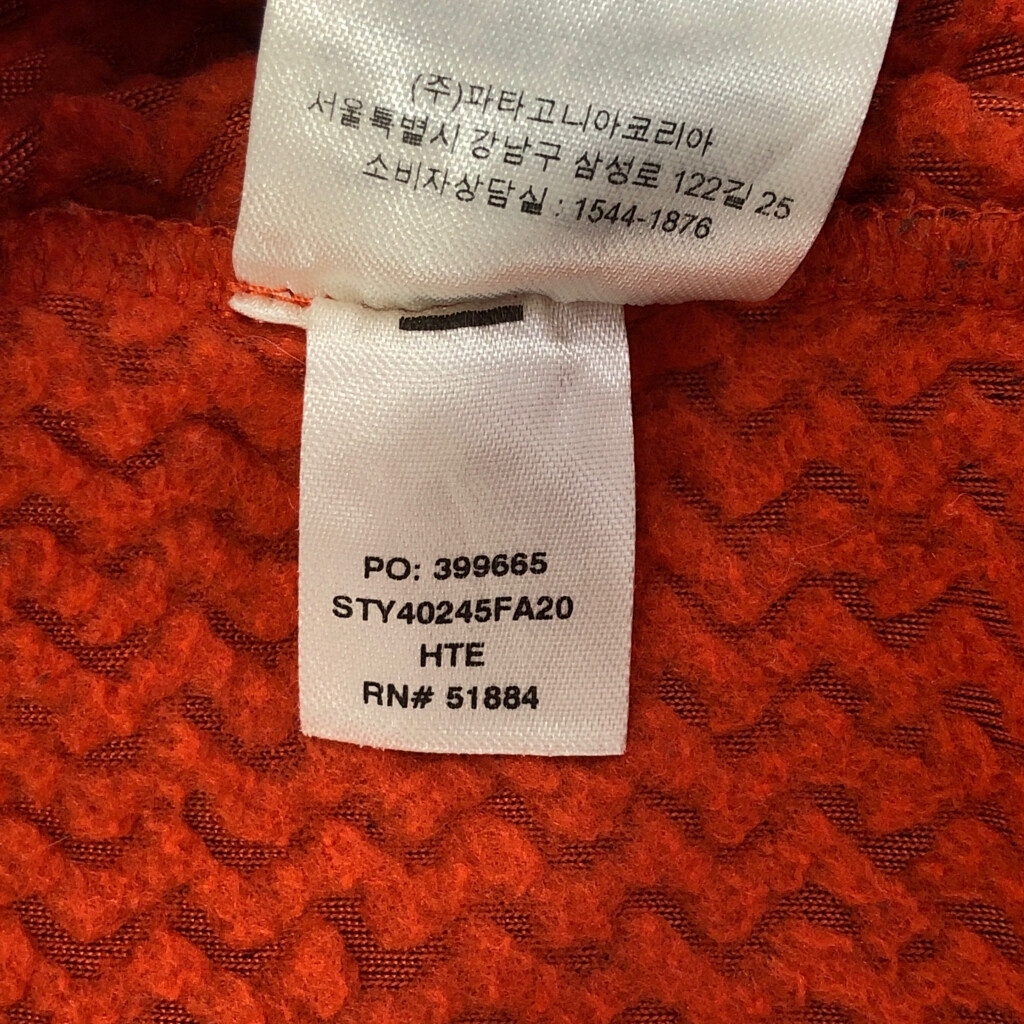 (주)파타고니아코리아
서울특별시 강남구 삼성로 122길 25
소비자상담실 : 1544-1876
PO: 399665
STY40245FA20
HTE
RN# 51884